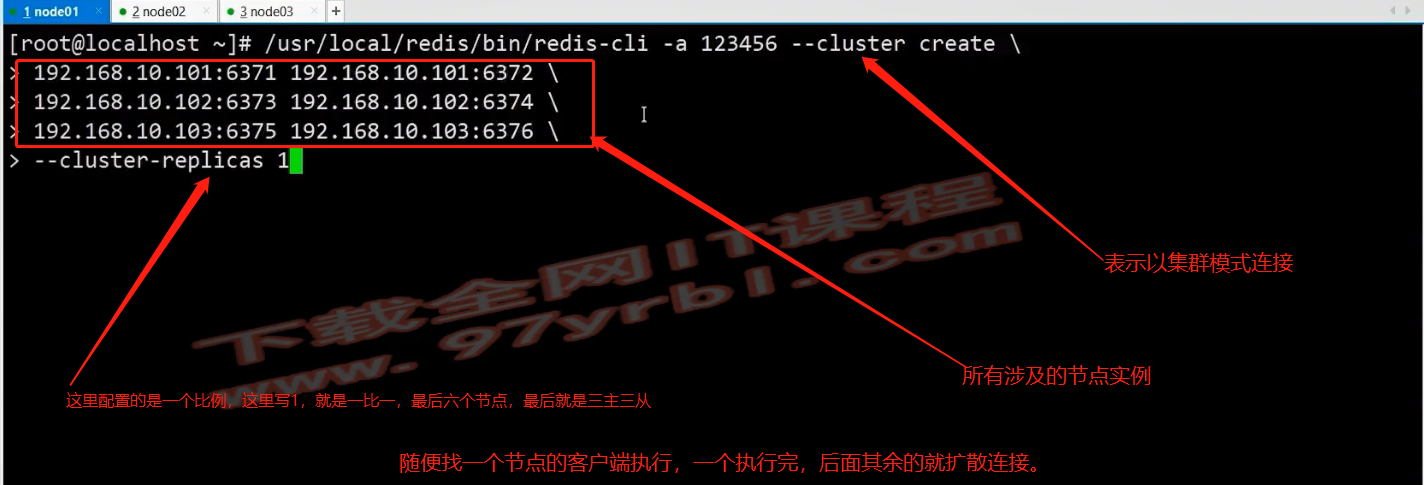 1 node01 × 2 node02 × 3 node03 × +
[root@localhost ~]# /usr/local/redis/bin/redis-cli -a 123456 --cluster create \
> 192.168.10.101:6371 192.168.10.101:6372 \
> 192.168.10.102:6373 192.168.10.102:6374 \
> 192.168.10.103:6375 192.168.10.103:6376 \
> --cluster-replicas 1
下载全网IT课程
www.97yrbl.com
表示以集群模式连接
所有涉及的节点实例
这里配置的是一个比例，这里写1，就是一比一，最后六个节点，最后就是三主三从
随便找一个节点的客户端执行，一个执行完，后面其余的就扩散连接。